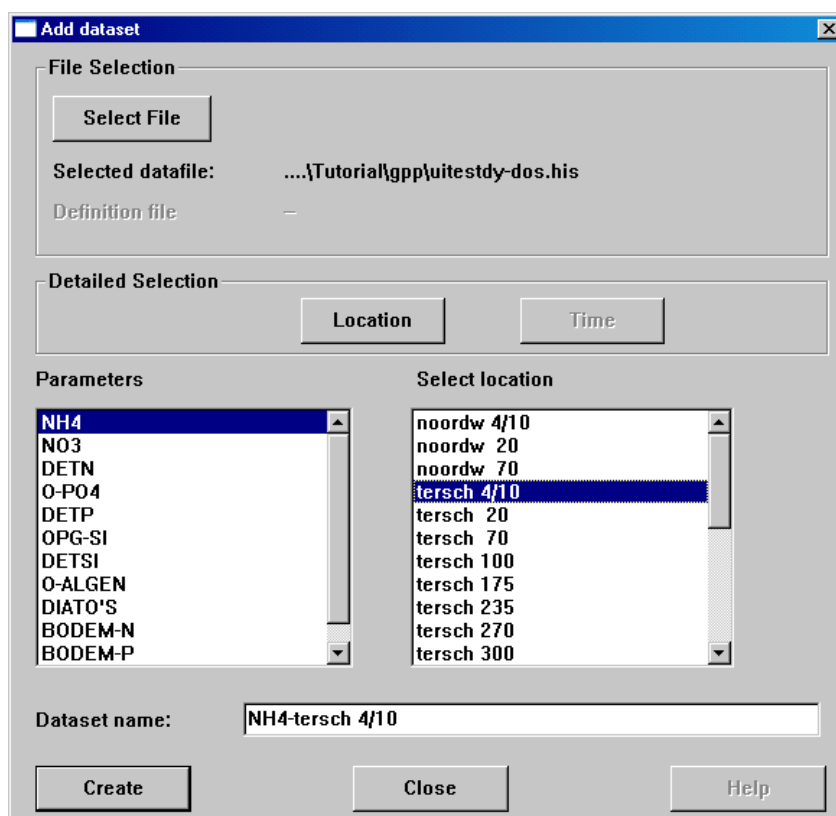 Add dataset
File Selection
Select File
Selected datafile: ....\Tutorial\gpp\uitestdy-dos.his
Definition file –
Detailed Selection
Location Time
Parameters Select location
NH4
NO3
DETN
O-PO4
DETP
OPG-SI
DETSI
O-ALGEN
DIATO'S
BODEM-N
BODEM-P
noordw 4/10
noordw  20
noordw  70
tersch 4/10
tersch  20
tersch  70
tersch 100
tersch 175
tersch 235
tersch 270
tersch 300
Dataset name: NH4-tersch 4/10
Create Close Help